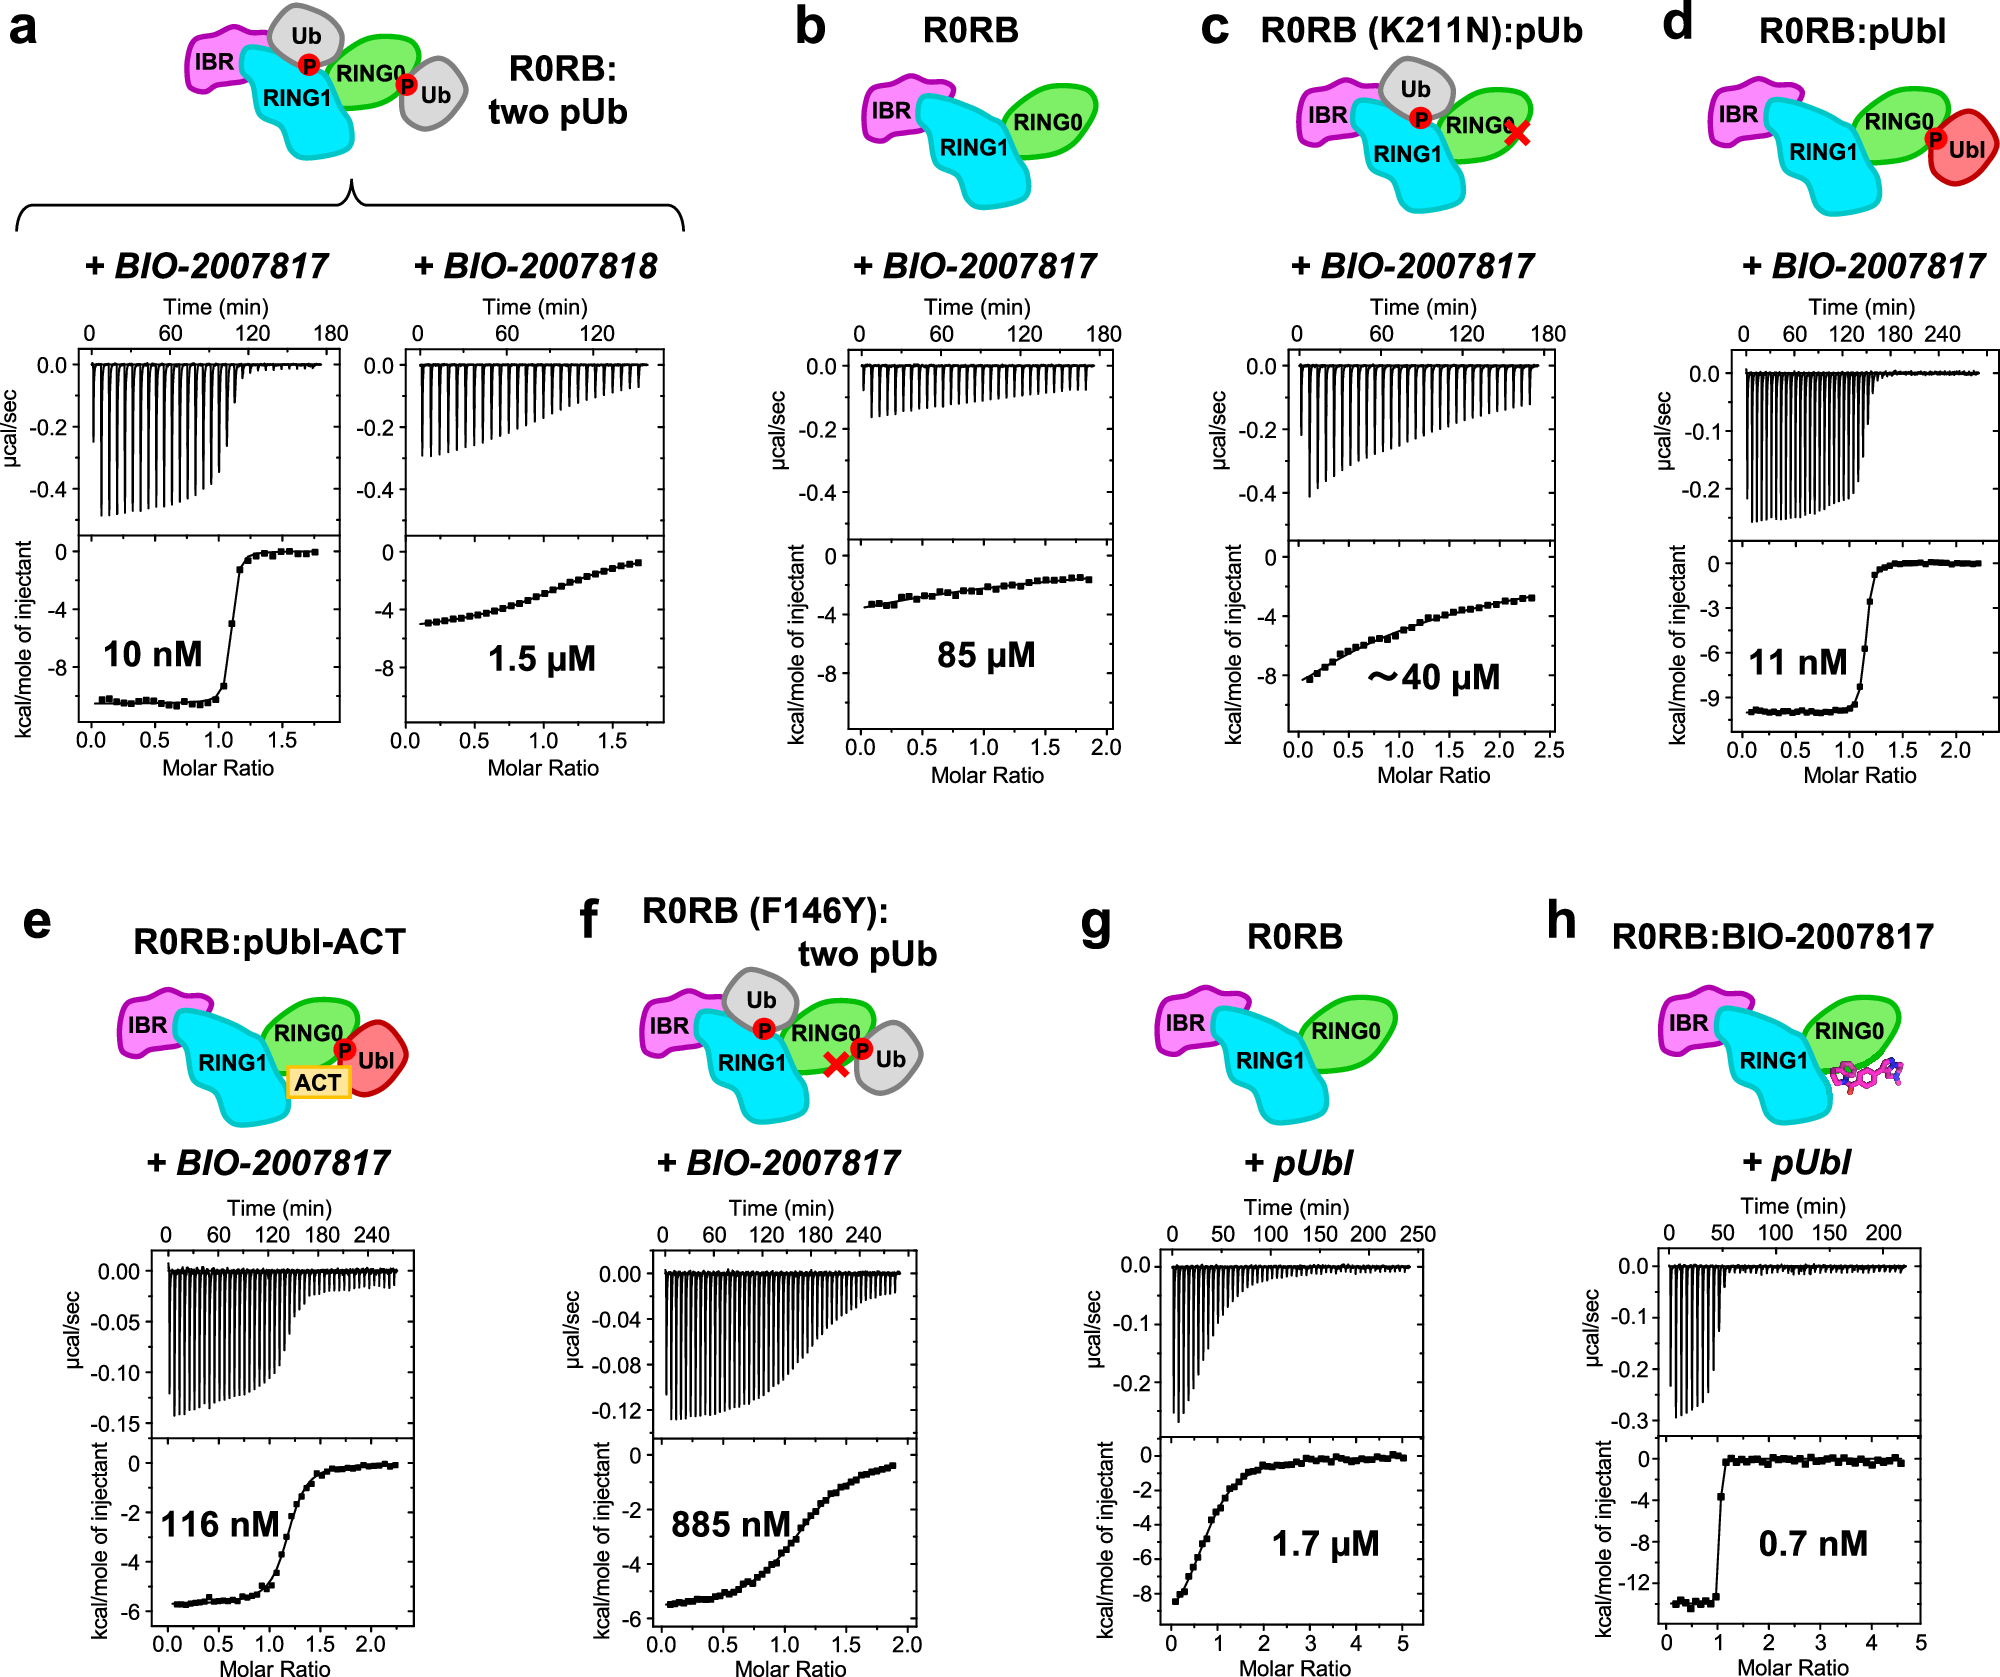 a
IBR
Ub
P
RING1
RING0
P
Ub
R0RB:
two pUb
+ BIO-2007817
Time (min)
0 60 120 180
0.0
-0.2
-0.4
µcal/sec
0
-4
-8
kcal/mole of injectant
10 nM
0.0 0.5 1.0 1.5
Molar Ratio
+ BIO-2007818
Time (min)
0 60 120
0.0
-0.2
-0.4
0
-4
-8
1.5 µM
0.0 0.5 1.0 1.5
Molar Ratio
b
R0RB
IBR
RING1
RING0
+ BIO-2007817
Time (min)
0 60 120 180
0.0
-0.2
-0.4
µcal/sec
0
-4
-8
kcal/mole of injectant
85 µM
0.0 0.5 1.0 1.5 2.0
Molar Ratio
c
R0RB (K211N):pUb
IBR
Ub
P
RING1
RING0
+ BIO-2007817
Time (min)
0 60 120 180
0.0
-0.2
-0.4
µcal/sec
0
-4
-8
kcal/mole of injectant
~40 µM
0.0 0.5 1.0 1.5 2.0 2.5
Molar Ratio
d
R0RB:pUbl
IBR
RING1
RING0
P
Ubl
+ BIO-2007817
Time (min)
0 60 120 180 240
0.0
-0.1
-0.2
µcal/sec
0
-3
-6
-9
kcal/mole of injectant
11 nM
0.0 0.5 1.0 1.5 2.0
Molar Ratio
e
R0RB:pUbl-ACT
IBR
RING1
RING0
P
Ubl
ACT
+ BIO-2007817
Time (min)
0 60 120 180 240
0.00
-0.05
-0.10
-0.15
µcal/sec
0
-2
-4
-6
kcal/mole of injectant
116 nM
0.0 0.5 1.0 1.5 2.0
Molar Ratio
f
R0RB (F146Y):
two pUb
IBR
Ub
P
RING1
RING0
P
Ub
+ BIO-2007817
Time (min)
0 60 120 180 240
0.00
-0.04
-0.08
-0.12
µcal/sec
0
-2
-4
-6
kcal/mole of injectant
885 nM
0.0 0.5 1.0 1.5 2.0
Molar Ratio
g
R0RB
IBR
RING1
RING0
+ pUbl
Time (min)
0 50 100 150 200 250
0.0
-0.1
-0.2
µcal/sec
0
-2
-4
-6
-8
kcal/mole of injectant
1.7 µM
0 1 2 3 4 5
Molar Ratio
h
R0RB:BIO-2007817
IBR
RING1
RING0
+ pUbl
Time (min)
0 50 100 150 200
0.0
-0.1
-0.2
-0.3
µcal/sec
0
-4
-8
-12
kcal/mole of injectant
0.7 nM
0 1 2 3 4 5
Molar Ratio